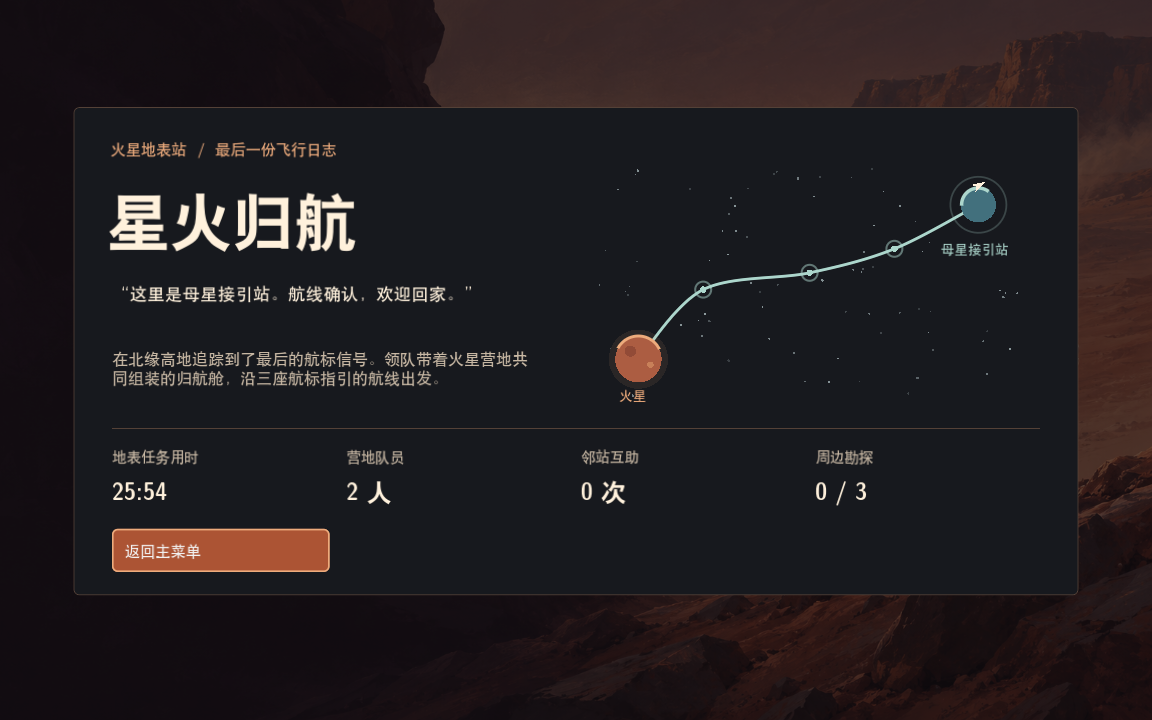 火星地表站 / 最后一份飞行日志
星火归航
“这里是母星接引站。航线确认，欢迎回家。”
在北缘高地追踪到了最后的航标信号。领队带着火星营地共
同组装的归航舱，沿三座航标指引的航线出发。
母星接引站
火星
地表任务用时 营地队员 邻站互助 周边勘探
25:54 2 人 0 次 0 / 3
返回主菜单